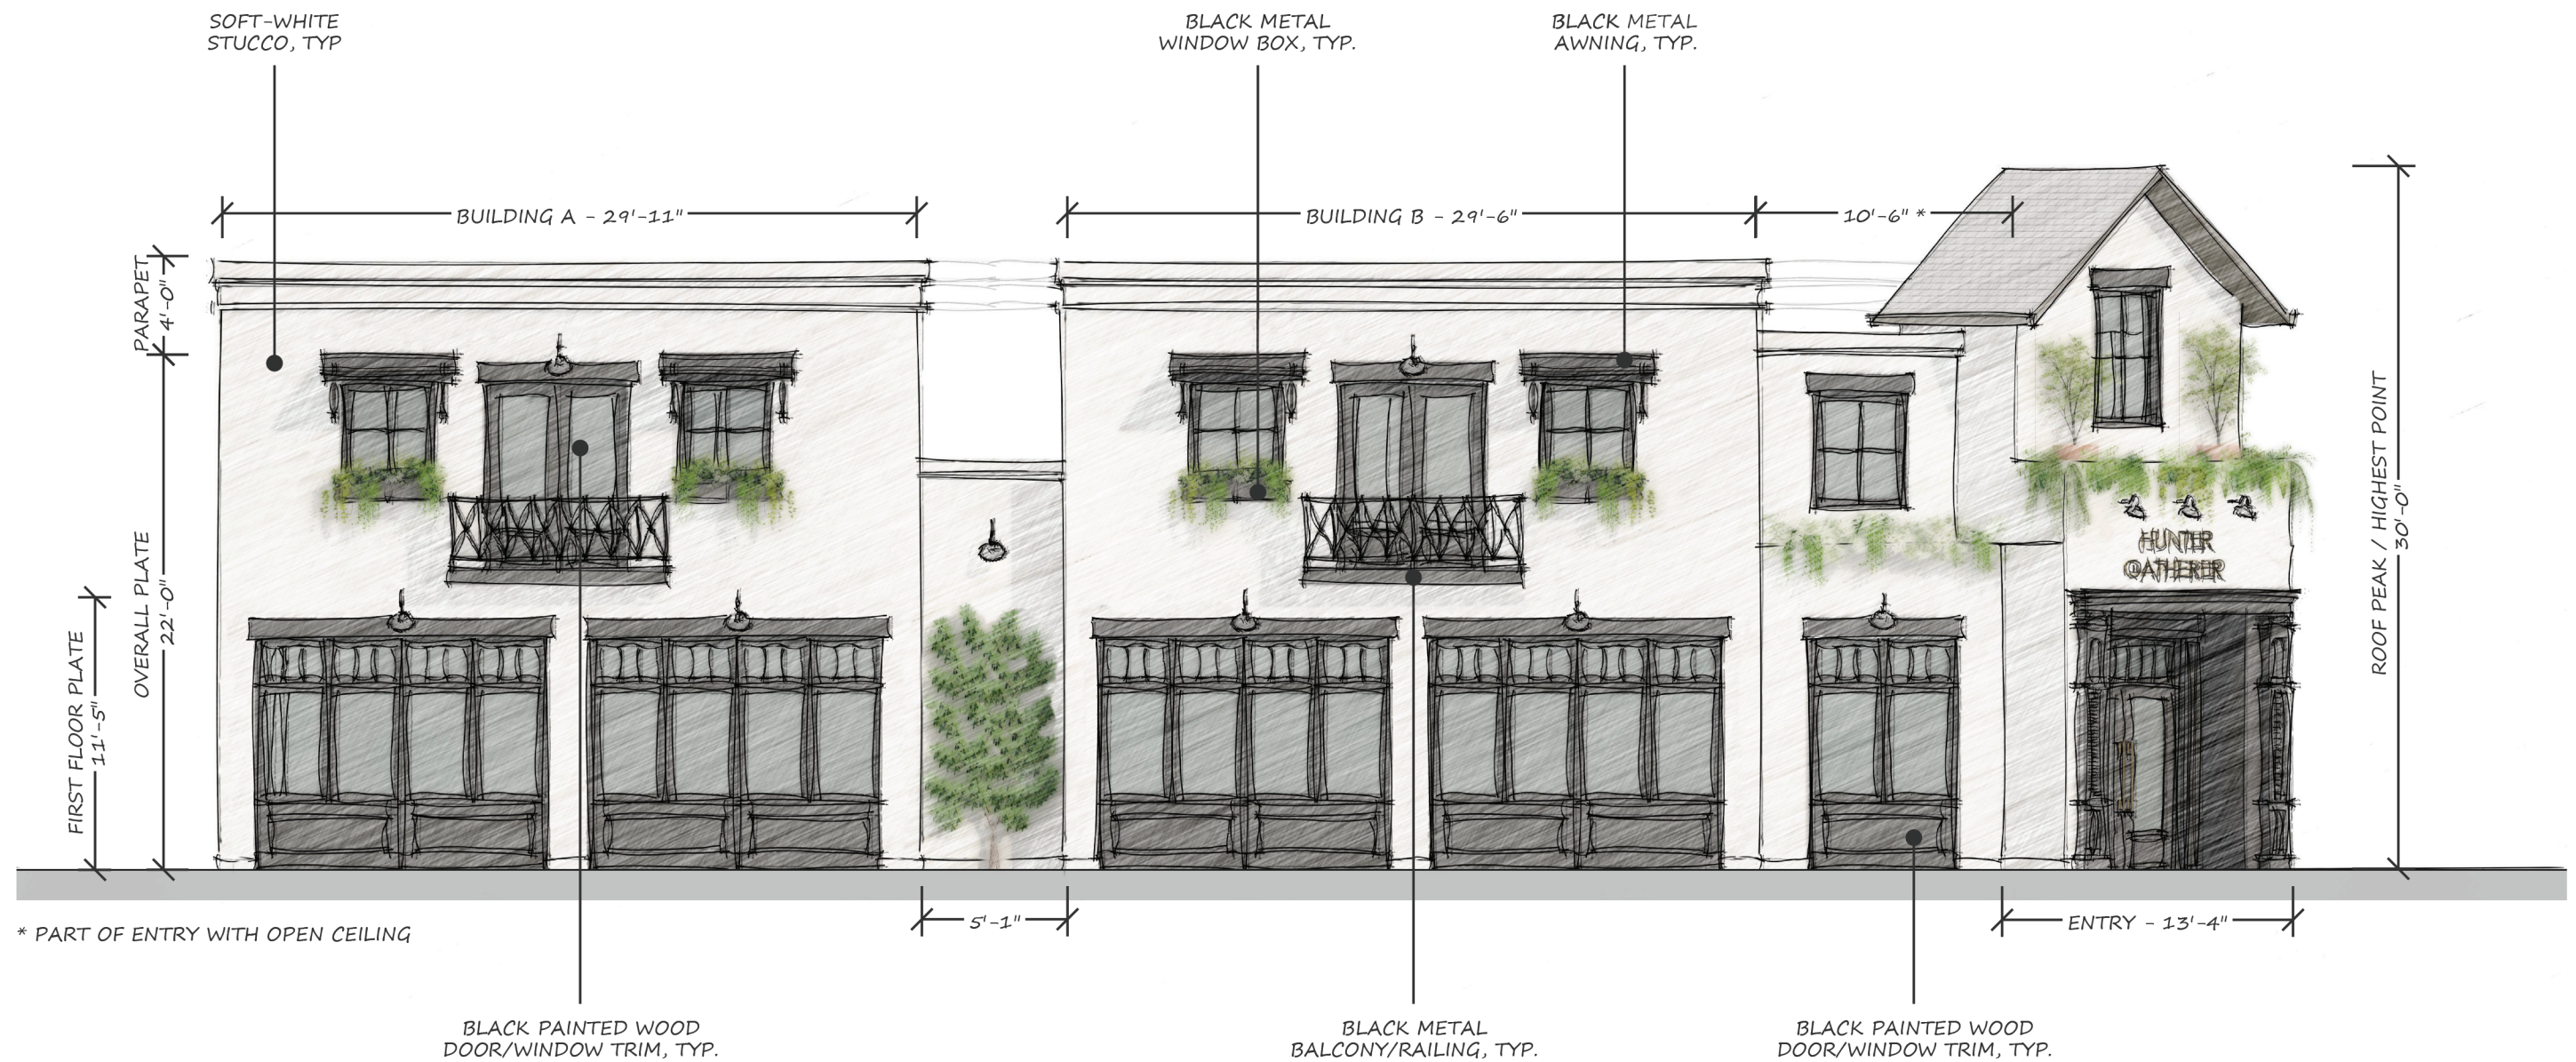 SOFT-WHITE
STUCCO, TYP
BLACK METAL
WINDOW BOX, TYP.
BLACK METAL
AWNING, TYP.
BUILDING A - 29'-11"
BUILDING B - 29'-6"
10'-6" *
PARAPET
4'-0"
OVERALL PLATE
22'-0"
FIRST FLOOR PLATE
11'-5"
ROOF PEAK / HIGHEST POINT
30'-0"
HUNTER
GATHERER
5'-1"
ENTRY - 13'-4"
* PART OF ENTRY WITH OPEN CEILING
BLACK PAINTED WOOD
DOOR/WINDOW TRIM, TYP.
BLACK METAL
BALCONY/RAILING, TYP.
BLACK PAINTED WOOD
DOOR/WINDOW TRIM, TYP.